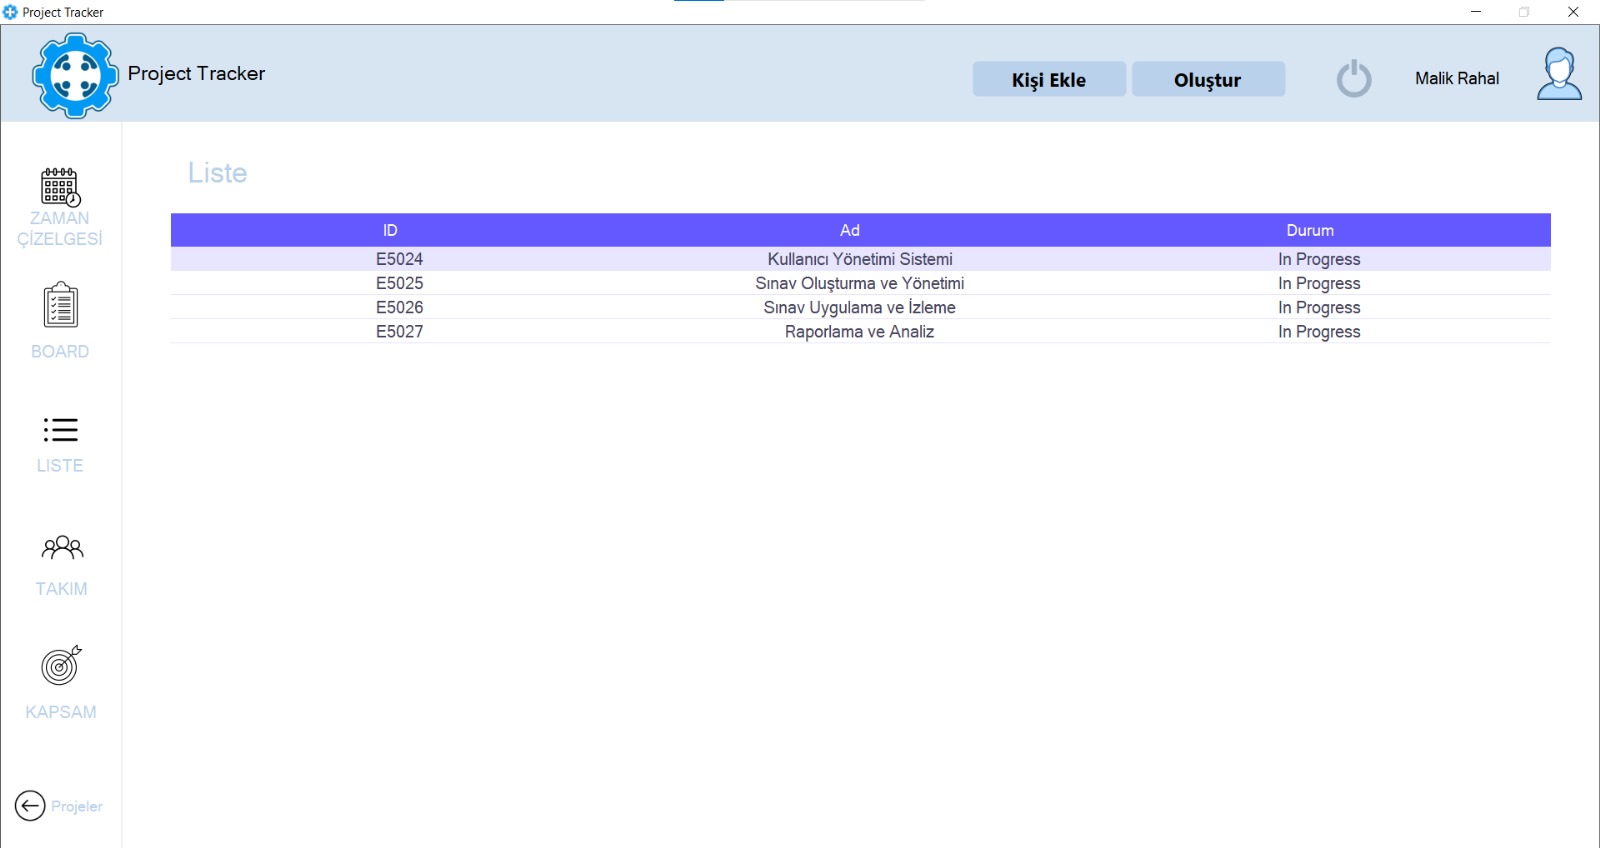 Project Tracker
Project Tracker
Kişi Ekle
Oluştur
Malik Rahal
ZAMAN
ÇİZELGESİ
BOARD
LISTE
TAKIM
KAPSAM
Projeler
Liste
ID Ad Durum
E5024 Kullanıcı Yönetimi Sistemi In Progress
E5025 Sınav Oluşturma ve Yönetimi In Progress
E5026 Sınav Uygulama ve İzleme In Progress
E5027 Raporlama ve Analiz In Progress